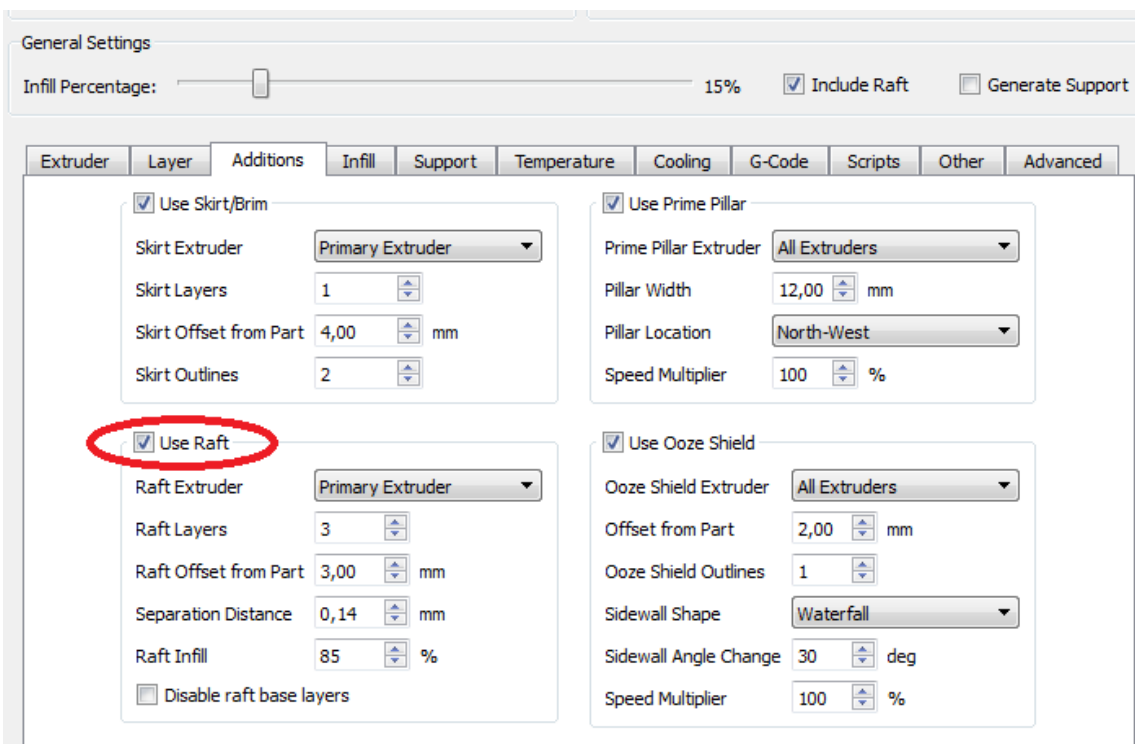 General Settings
Infill Percentage: 15% Include Raft Generate Support
Extruder Layer Additions Infill Support Temperature Cooling G-Code Scripts Other Advanced
Use Skirt/Brim
Skirt Extruder Primary Extruder
Skirt Layers 1
Skirt Offset from Part 4,00 mm
Skirt Outlines 2
Use Prime Pillar
Prime Pillar Extruder All Extruders
Pillar Width 12,00 mm
Pillar Location North-West
Speed Multiplier 100 %
Use Raft
Raft Extruder Primary Extruder
Raft Layers 3
Raft Offset from Part 3,00 mm
Separation Distance 0,14 mm
Raft Infill 85 %
Disable raft base layers
Use Ooze Shield
Ooze Shield Extruder All Extruders
Offset from Part 2,00 mm
Ooze Shield Outlines 1
Sidewall Shape Waterfall
Sidewall Angle Change 30 deg
Speed Multiplier 100 %